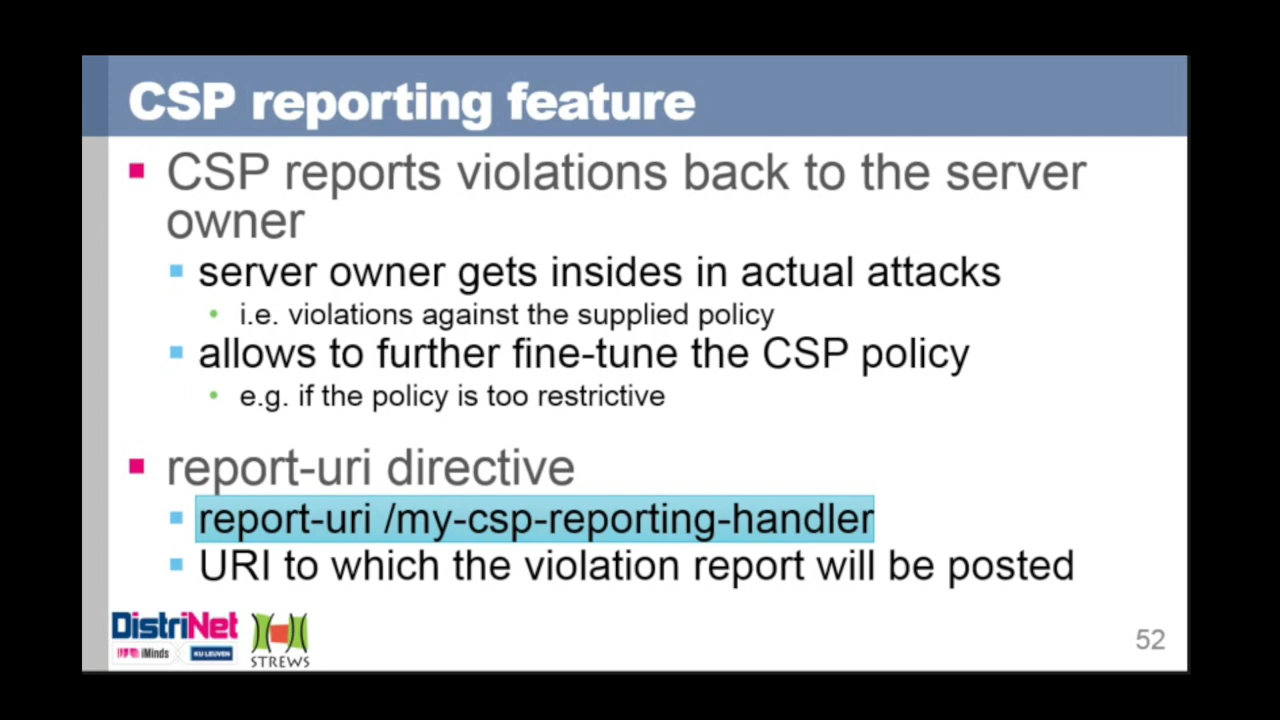 CSP reporting feature
CSP reports violations back to the server
owner
server owner gets insides in actual attacks
i.e. violations against the supplied policy
allows to further fine-tune the CSP policy
e.g. if the policy is too restrictive
report-uri directive
report-uri /my-csp-reporting-handler
URI to which the violation report will be posted
DistriNet
iMinds KU LEUVEN
STREWS
52